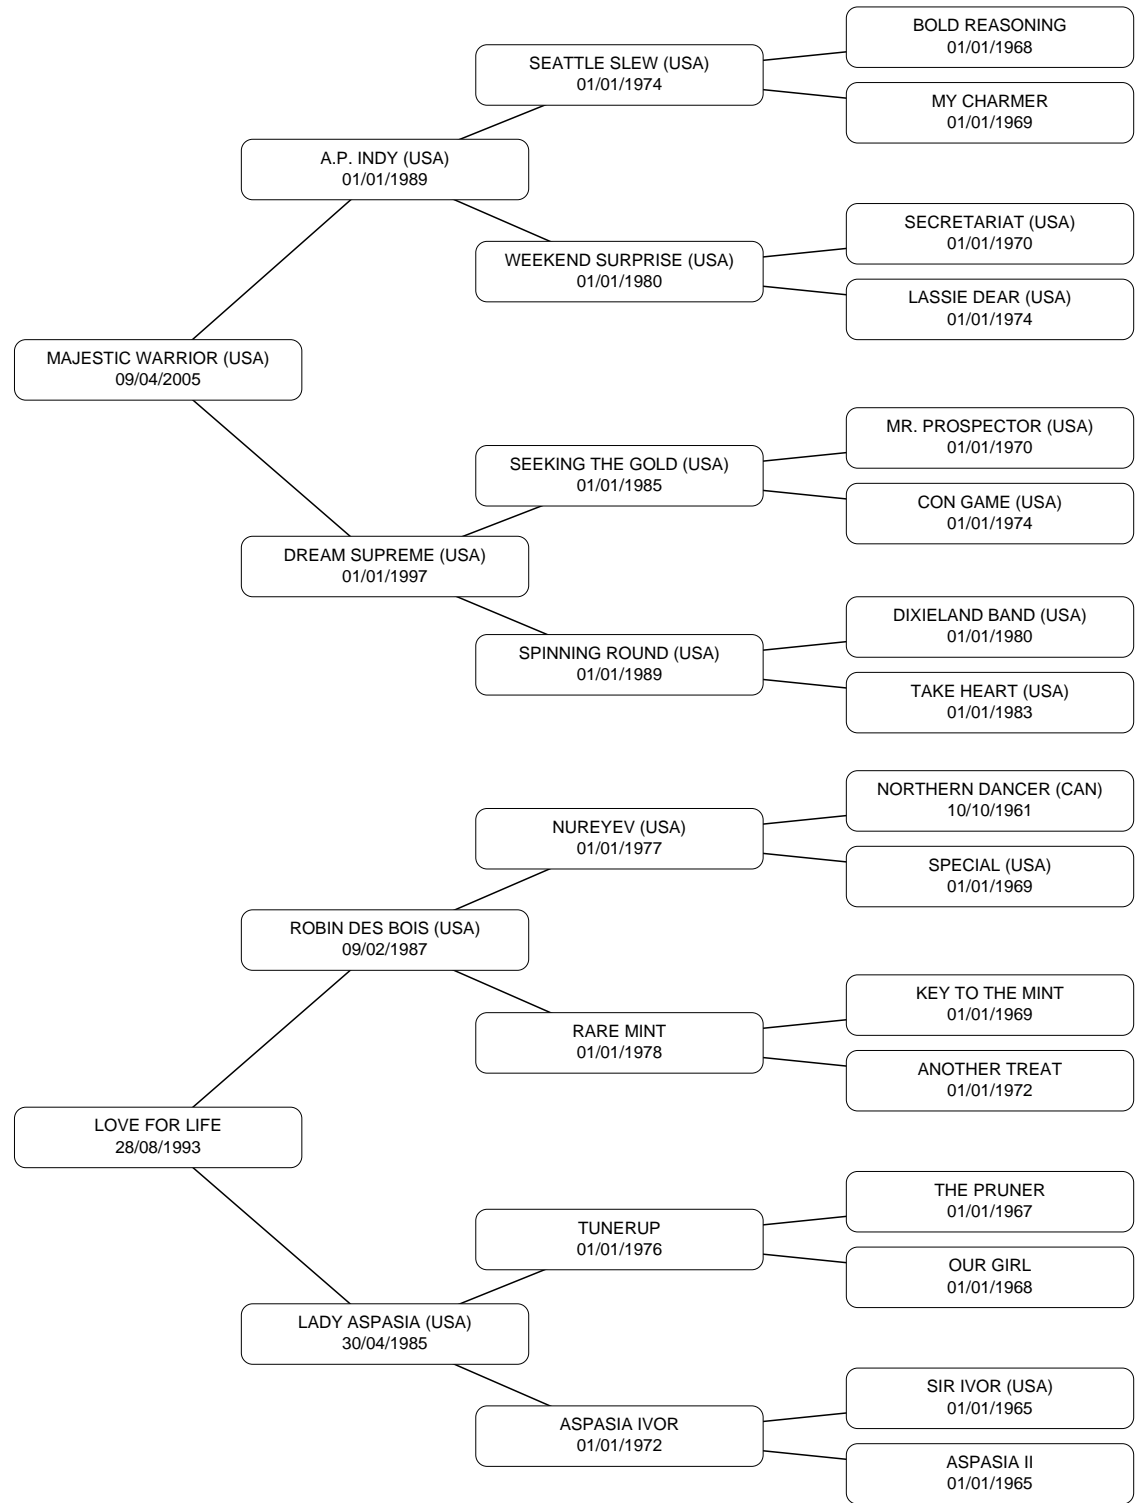 BOLD REASONING
01/01/1968
SEATTLE SLEW (USA)
01/01/1974
MY CHARMER
01/01/1969
A.P. INDY (USA)
01/01/1989
SECRETARIAT (USA)
01/01/1970
WEEKEND SURPRISE (USA)
01/01/1980
LASSIE DEAR (USA)
01/01/1974
MAJESTIC WARRIOR (USA)
09/04/2005
MR. PROSPECTOR (USA)
01/01/1970
SEEKING THE GOLD (USA)
01/01/1985
CON GAME (USA)
01/01/1974
DREAM SUPREME (USA)
01/01/1997
DIXIELAND BAND (USA)
01/01/1980
SPINNING ROUND (USA)
01/01/1989
TAKE HEART (USA)
01/01/1983
NORTHERN DANCER (CAN)
10/10/1961
NUREYEV (USA)
01/01/1977
SPECIAL (USA)
01/01/1969
ROBIN DES BOIS (USA)
09/02/1987
KEY TO THE MINT
01/01/1969
RARE MINT
01/01/1978
ANOTHER TREAT
01/01/1972
LOVE FOR LIFE
28/08/1993
THE PRUNER
01/01/1967
TUNERUP
01/01/1976
OUR GIRL
01/01/1968
LADY ASPASIA (USA)
30/04/1985
SIR IVOR (USA)
01/01/1965
ASPASIA IVOR
01/01/1972
ASPASIA II
01/01/1965